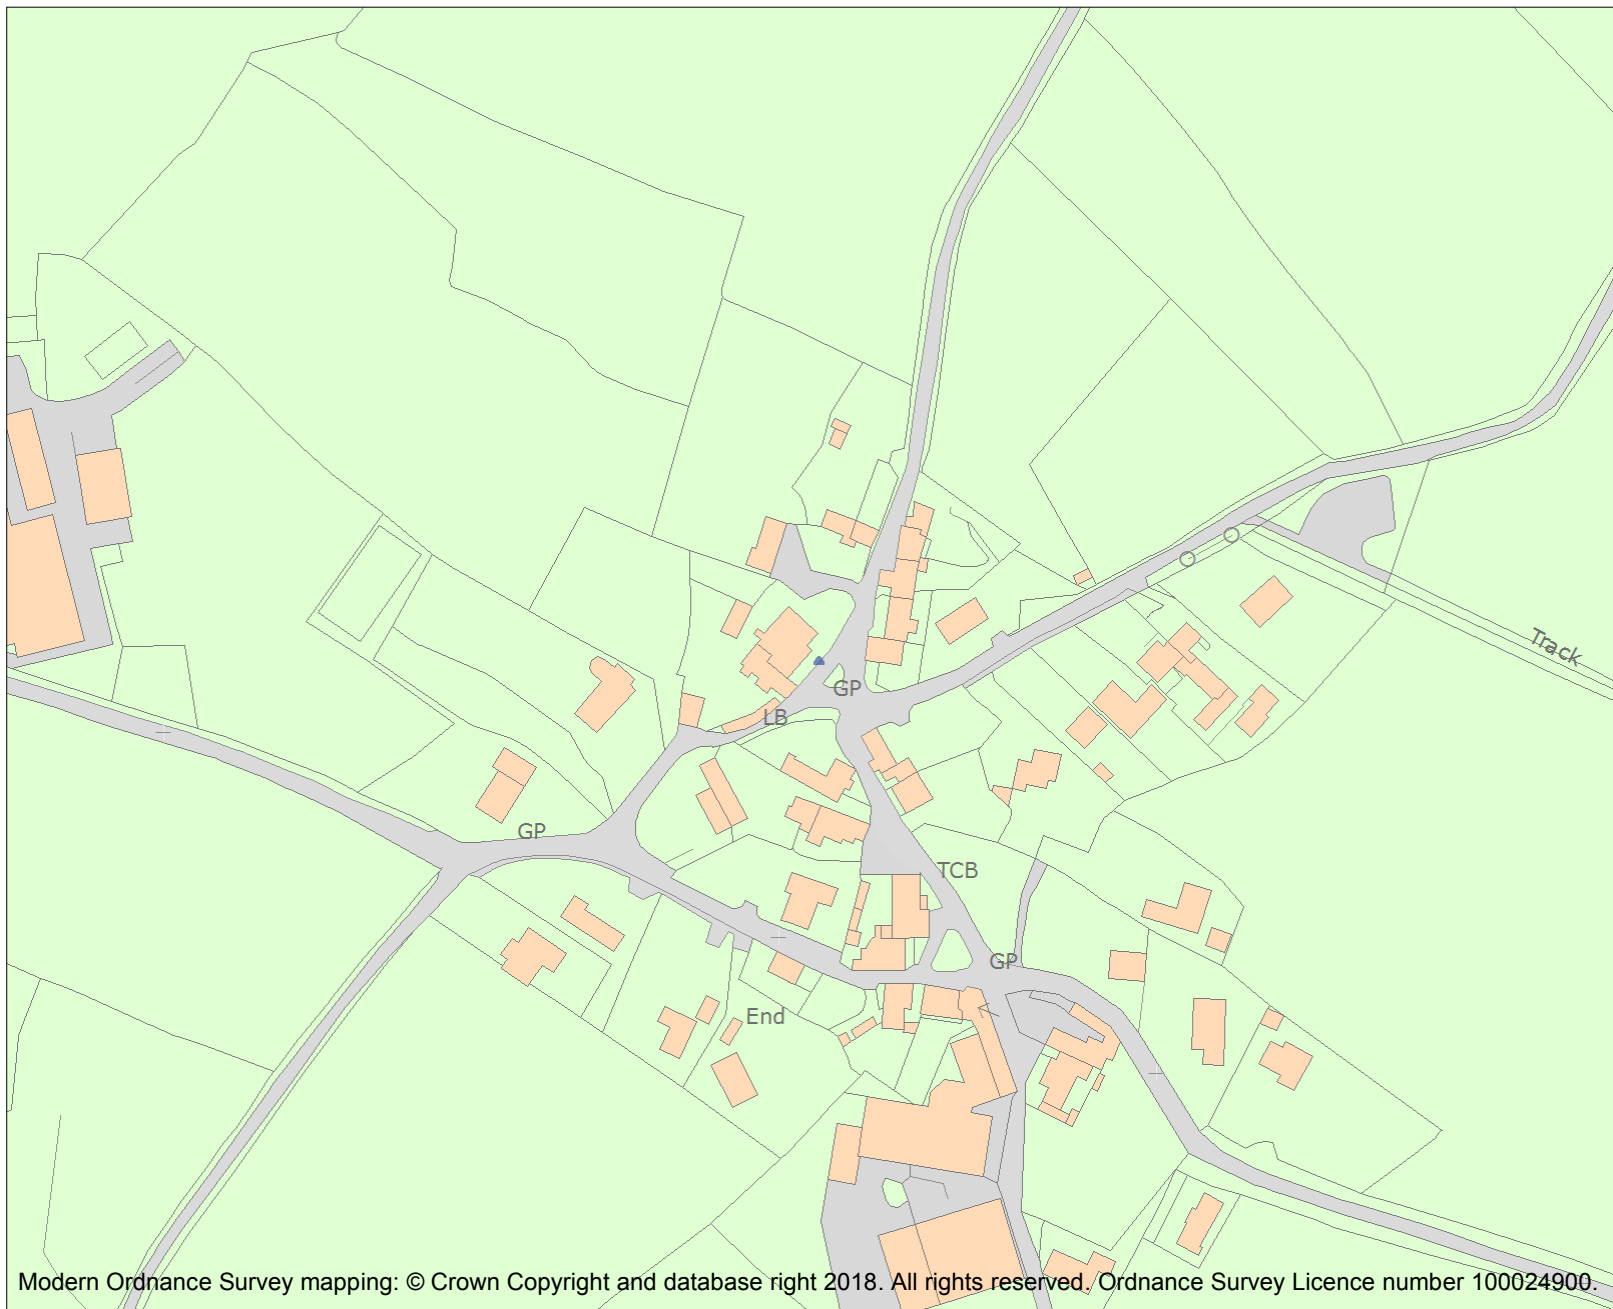 Track
GP
LB
GP
TCB
GP
End
Modern Ordnance Survey mapping: © Crown Copyright and database right 2018. All rights reserved. Ordnance Survey Licence number 100024900.